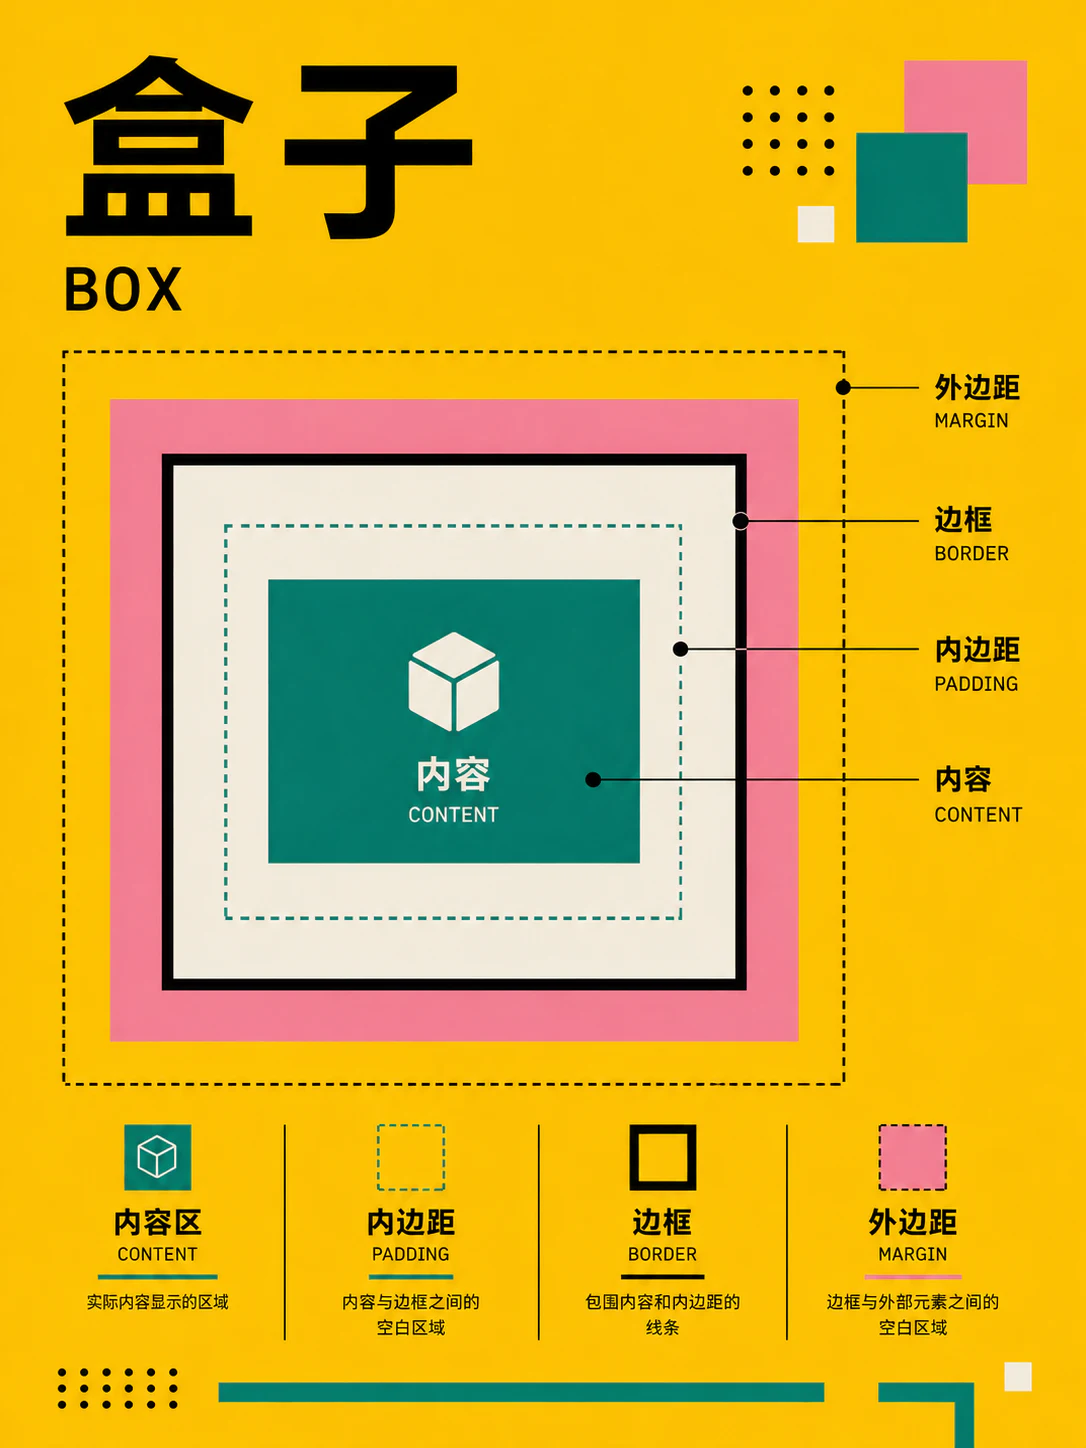 盒子
BOX
外边距
MARGIN
边框
BORDER
内边距
PADDING
内容
CONTENT
内容
CONTENT
内容区
CONTENT
实际内容显示的区域
内边距
PADDING
内容与边框之间的
空白区域
边框
BORDER
包围内容和内边距的
线条
外边距
MARGIN
边框与外部元素之间的
空白区域